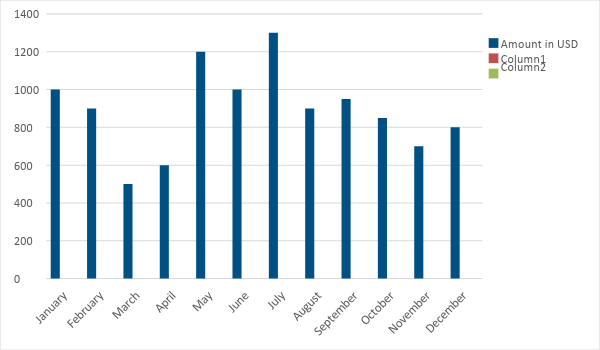 1400
1200
1000
800
600
400
200
0
January
February
March
April
May
June
July
August
September
October
November
December
Amount in USD
Column1
Column2